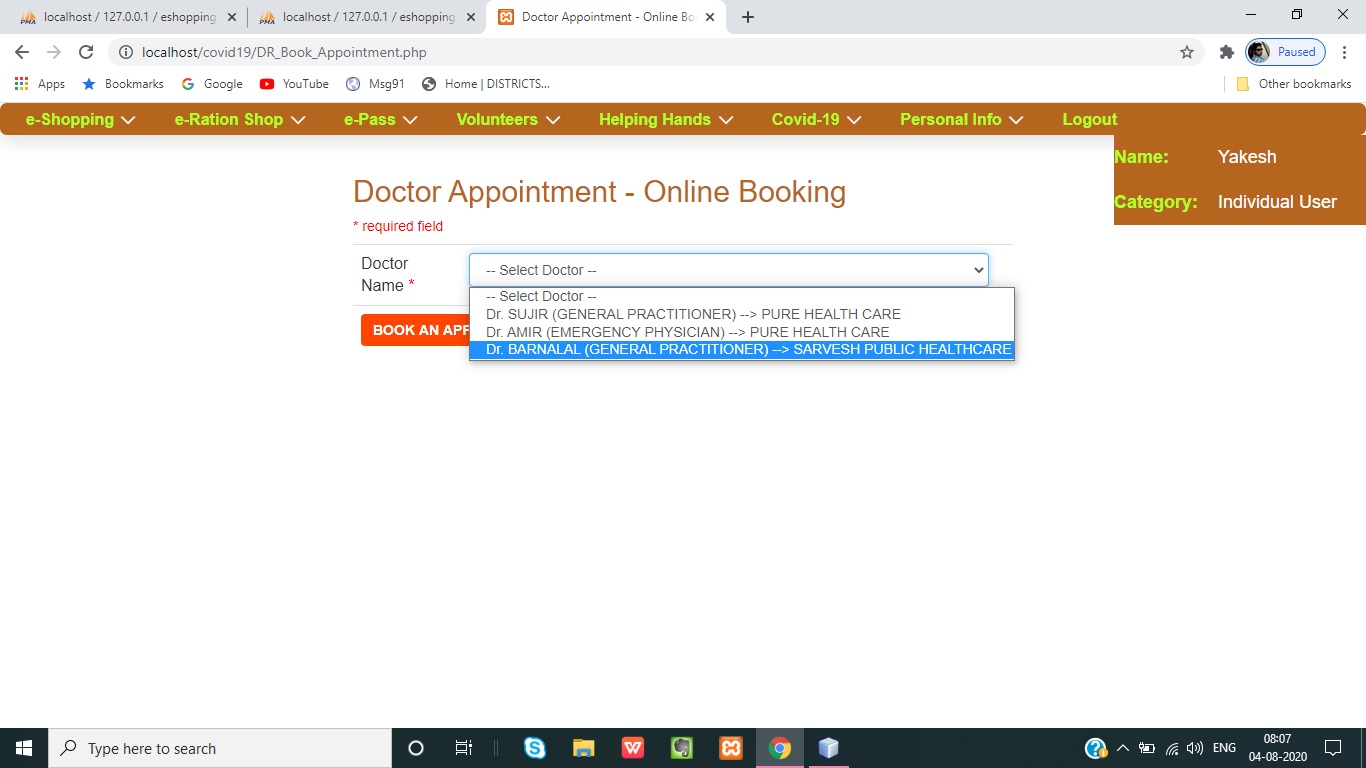 localhost / 127.0.0.1 / eshopping
localhost / 127.0.0.1 / eshopping
Doctor Appointment - Online Bo
localhost/covid19/DR_Book_Appointment.php
Paused
Apps
Bookmarks
Google
YouTube
Msg91
Home | DISTRICTS...
Other bookmarks
e-Shopping
e-Ration Shop
e-Pass
Volunteers
Helping Hands
Covid-19
Personal Info
Logout
Name: Yakesh
Category: Individual User
Doctor Appointment - Online Booking
* required field
Doctor
Name *
-- Select Doctor --
-- Select Doctor --
Dr. SUJIR (GENERAL PRACTITIONER) --> PURE HEALTH CARE
Dr. AMIR (EMERGENCY PHYSICIAN) --> PURE HEALTH CARE
Dr. BARNALAL (GENERAL PRACTITIONER) --> SARVESH PUBLIC HEALTHCARE
BOOK AN APP
Type here to search
ENG
08:07
04-08-2020